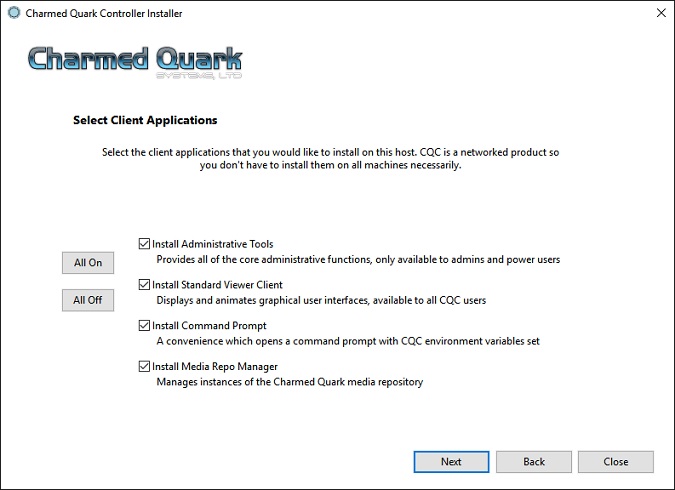 Charmed Quark Controller Installer
Charmed Quark
SYSTEMS, LTD
Select Client Applications
Select the client applications that you would like to install on this host. CQC is a networked product so
you don't have to install them on all machines necessarily.
All On
All Off
Install Administrative Tools
Provides all of the core administrative functions, only available to admins and power users
Install Standard Viewer Client
Displays and animates graphical user interfaces, available to all CQC users
Install Command Prompt
A convenience which opens a command prompt with CQC environment variables set
Install Media Repo Manager
Manages instances of the Charmed Quark media repository
Next
Back
Close